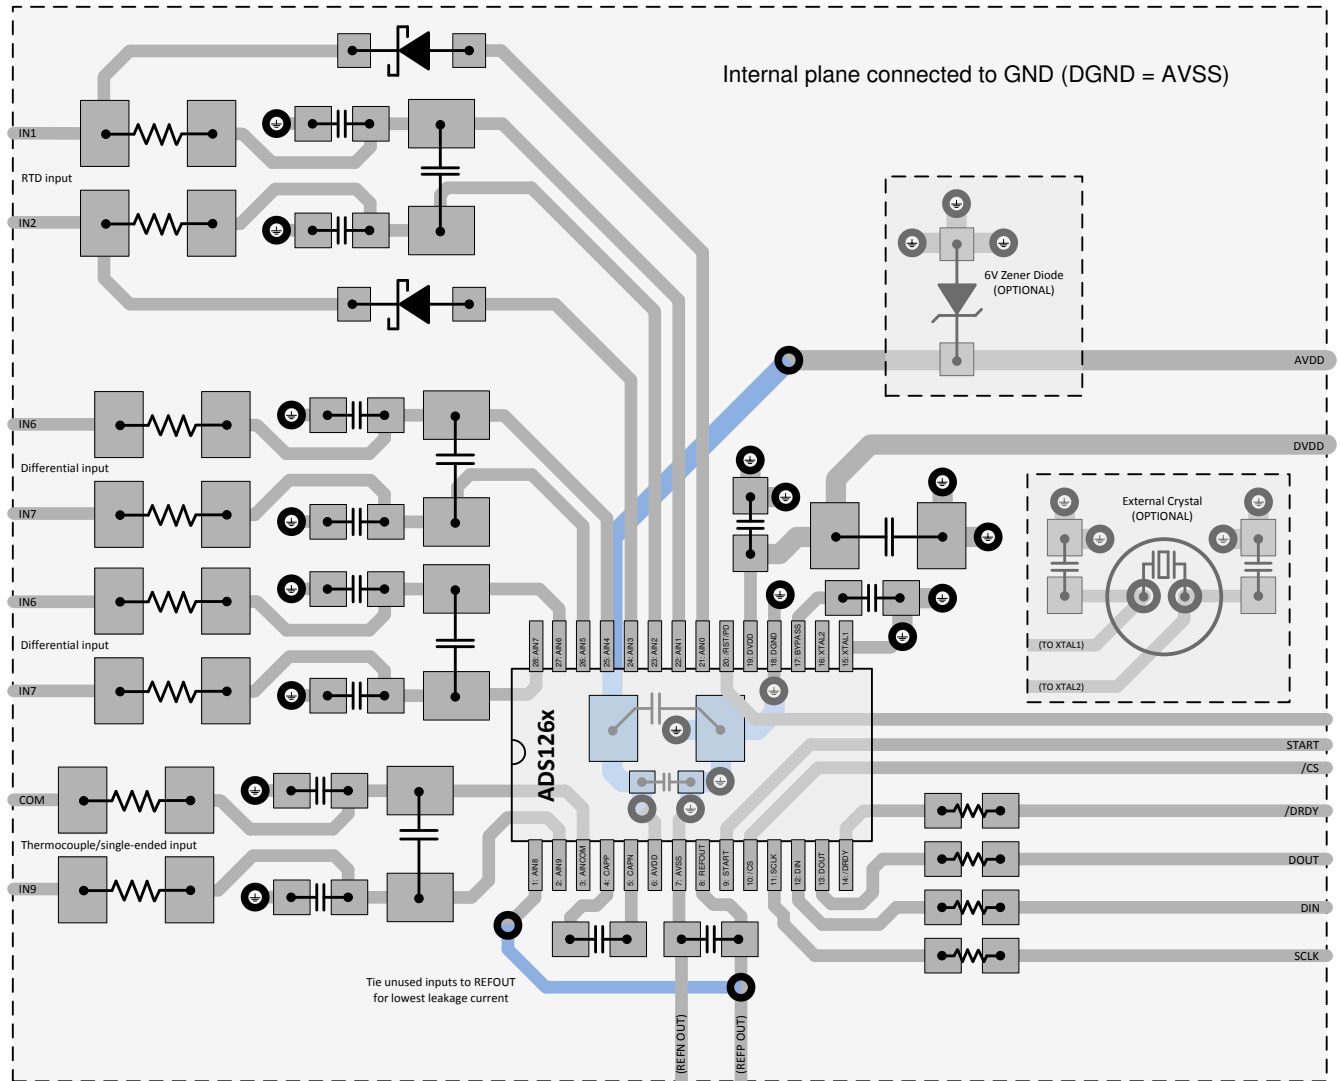 Internal plane connected to GND (DGND = AVSS)
IN1
RTD input
IN2
6V Zener Diode
(OPTIONAL)
AVDD
IN6
Differential input
IN7
DVDD
External Crystal
(OPTIONAL)
(TO XTAL1)
(TO XTAL2)
IN6
Differential input
IN7
28: AIN7
27: AIN6
26: AIN5
25: AIN4
24: AIN3
23: AIN2
22: AIN1
21: AIN0
20: /RST/PD
19: DVDD
18: DGND
17: BYPASS
16: XTAL2
15: XTAL1
ADS126x
START
/CS
/DRDY
DOUT
DIN
SCLK
COM
Thermocouple/single-ended input
IN9
1: AIN8
2: AIN9
3: AINCOM
4: CAPP
5: CAPN
6: AVDD
7: AVSS
8: REFOUT
9: START
10: /CS
11: SCLK
12: DIN
13: DOUT
14: /DRDY
Tie unused inputs to REFOUT
for lowest leakage current
(REFN OUT)
(REFP OUT)